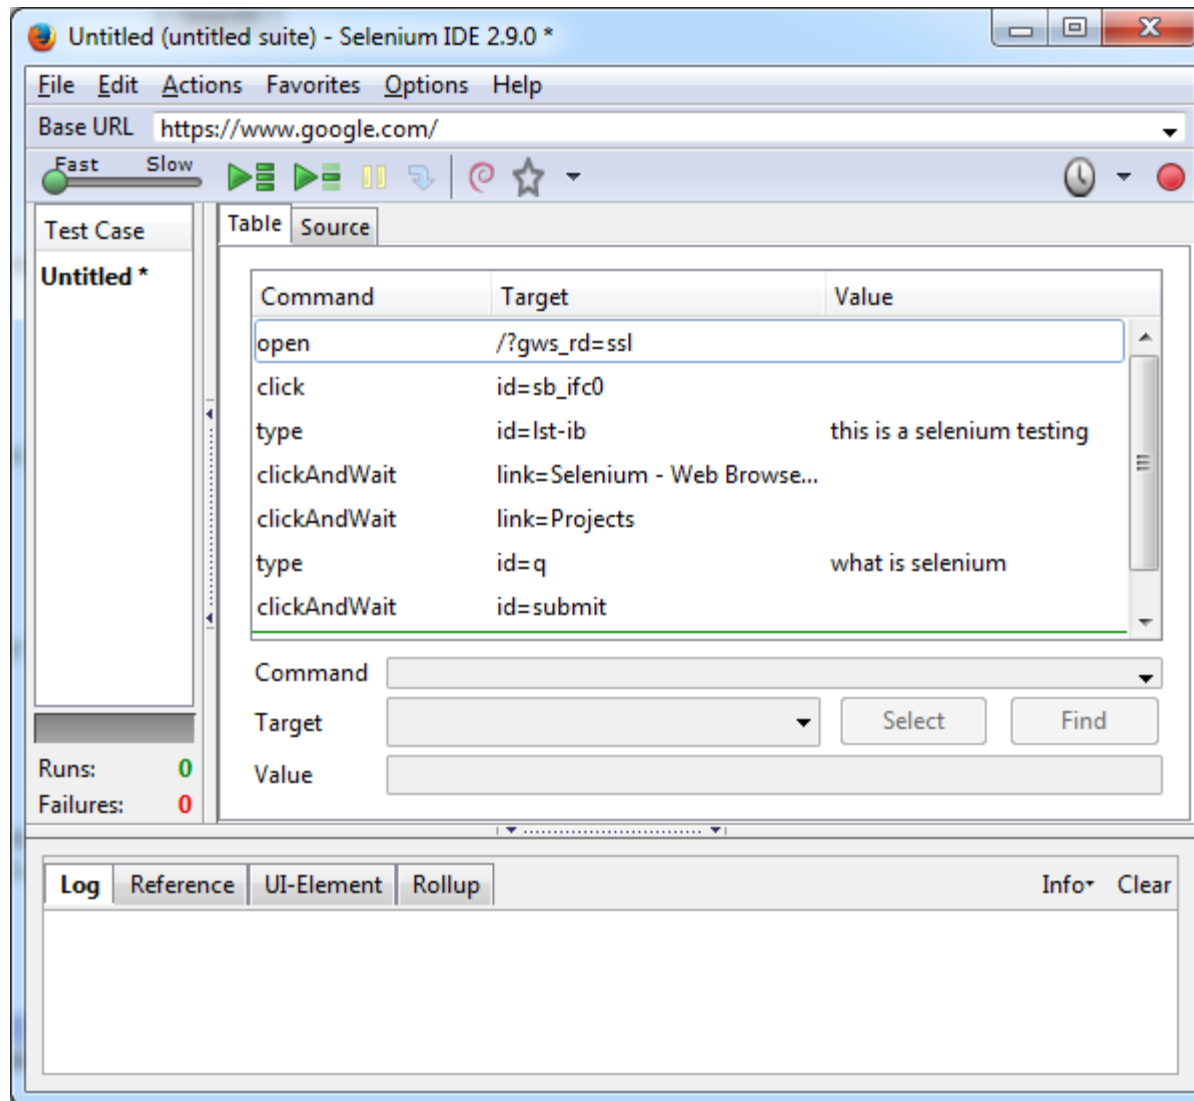 Untitled (untitled suite) - Selenium IDE 2.9.0 *
File Edit Actions Favorites Options Help
Base URL https://www.google.com/
Fast Slow
Test Case
Untitled *
Table Source
Command Target Value
open /?gws_rd=ssl
click id=sb_ifc0
type id=lst-ib this is a selenium testing
clickAndWait link=Selenium - Web Browse...
clickAndWait link=Projects
type id=q what is selenium
clickAndWait id=submit
Command
Target Select Find
Value
Runs: 0
Failures: 0
Log Reference UI-Element Rollup Info Clear